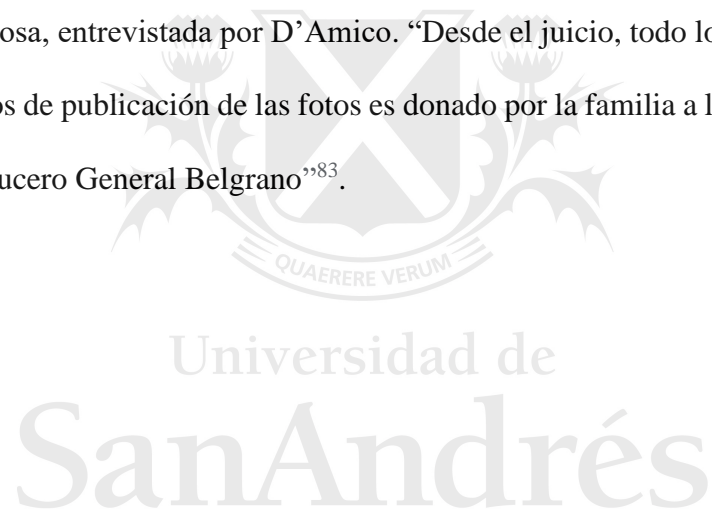 osa, entrevistada por D’Amico. “Desde el juicio, todo lo
os de publicación de las fotos es donado por la familia a l
ucero General Belgrano”⁸³.
QUAERERE VERUM
Universidad de
SanAndrés